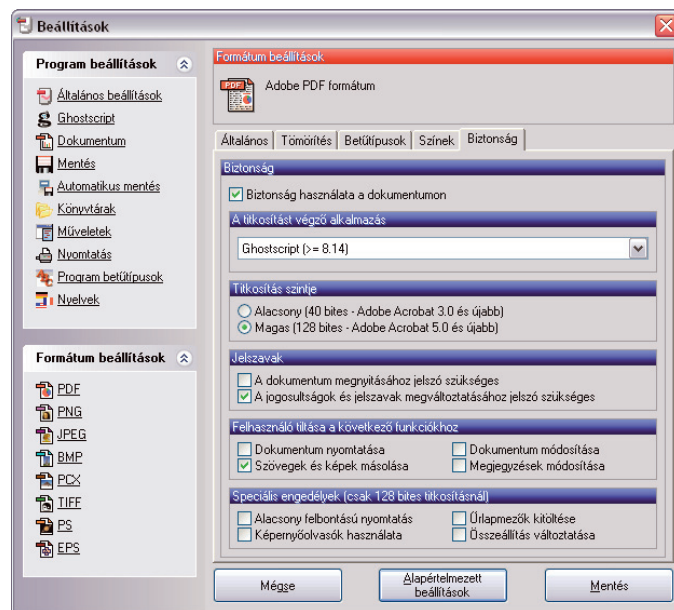 Beállítások
Program beállítások
Általános beállítások
Ghostscript
Dokumentum
Mentés
Automatikus mentés
Könyvtárak
Műveletek
Nyomtatás
Program betűtípusok
Nyelvek
Formátum beállítások
PDF
PNG
JPEG
BMP
PCX
TIFF
PS
EPS
Formátum beállítások
PDF
Adobe PDF formátum
Általános Tömörítés Betűtípusok Színek Biztonság
Biztonság
Biztonság használata a dokumentumon
A titkosítást végző alkalmazás
Ghostscript (>= 8.14)
Titkosítás szintje
Alacsony (40 bites - Adobe Acrobat 3.0 és újabb)
Magas (128 bites - Adobe Acrobat 5.0 és újabb)
Jelszavak
A dokumentum megnyitásához jelszó szükséges
A jogosultságok és jelszavak megváltoztatásához jelszó szükséges
Felhasználó tiltása a következő funkciókhoz
Dokumentum nyomtatása Dokumentum módosítása
Szövegek és képek másolása Megjegyzések módosítása
Speciális engedélyek (csak 128 bites titkosításnál)
Alacsony felbontású nyomtatás Űrlapmezők kitöltése
Képernyőolvasók használata Összeállítás változtatása
Mégse
Alapértelmezett
beállítások
Mentés